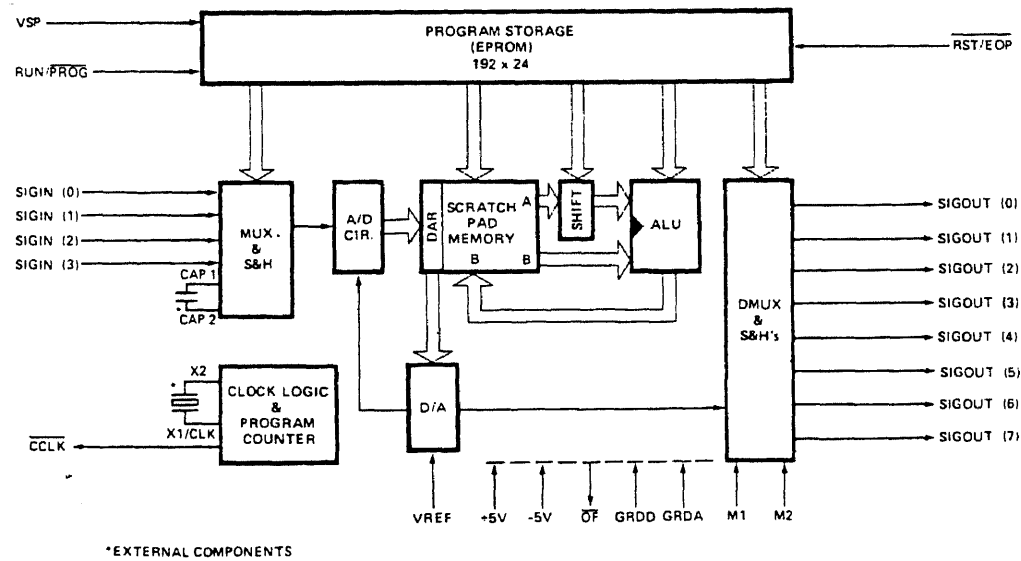 VSP
PROGRAM STORAGE
(EPROM)
192 x 24
RST/EOP
RUN/PROG
SIGIN (0)
SIGIN (1)
SIGIN (2)
SIGIN (3)
CAP 1
*CAP 2
MUX.
&
S&H
A/D
CIR.
DAR
SCRATCH
PAD
MEMORY
A
B
B
SHIFT
ALU
DMUX
&
S&H's
SIGOUT (0)
SIGOUT (1)
SIGOUT (2)
SIGOUT (3)
SIGOUT (4)
SIGOUT (5)
SIGOUT (6)
SIGOUT (7)
*
X2
X1/CLK
CLOCK LOGIC
&
PROGRAM
COUNTER
CCLK
D/A
VREF
+5V
-5V
OF
GRDD
GRDA
M1
M2
*EXTERNAL COMPONENTS